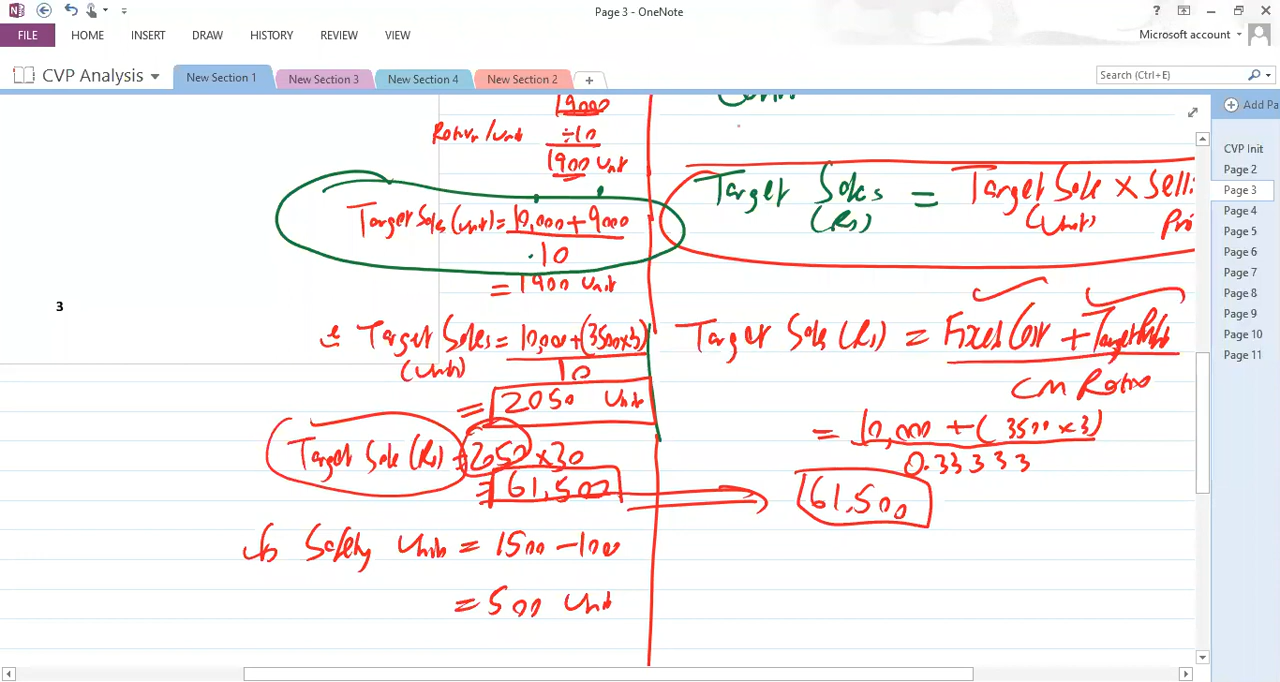 Page 3 - OneNote
Microsoft account
FILE HOME INSERT DRAW HISTORY REVIEW VIEW
CVP Analysis
New Section 1 New Section 3 New Section 4 New Section 2 +
Search (Ctrl+E)
Add Pa
CVP Init
Page 2
Page 3
Page 4
Page 5
Page 6
Page 7
Page 8
Page 9
Page 10
Page 11
3
19000
/Unit ÷10
1900 Unit
Target Sales (Unit) = 10,000 + 9000
10
= 1900 Unit
Target Sales = 10,000 + (3500x3)
(Unit) 10
= 2050 Units
Target Sale (Rs) = 2050 x 30
= 61,500
Safety Units = 1500 - 1000
= 500 Unit
Target Sales = Target Sale X Selli
(Rs) (Unit) Pri
Target Sales (Rs) = Fixed Cost + Target Profit
CM Ratio
= 10,000 + (3500 x 3)
0.33333
61,500